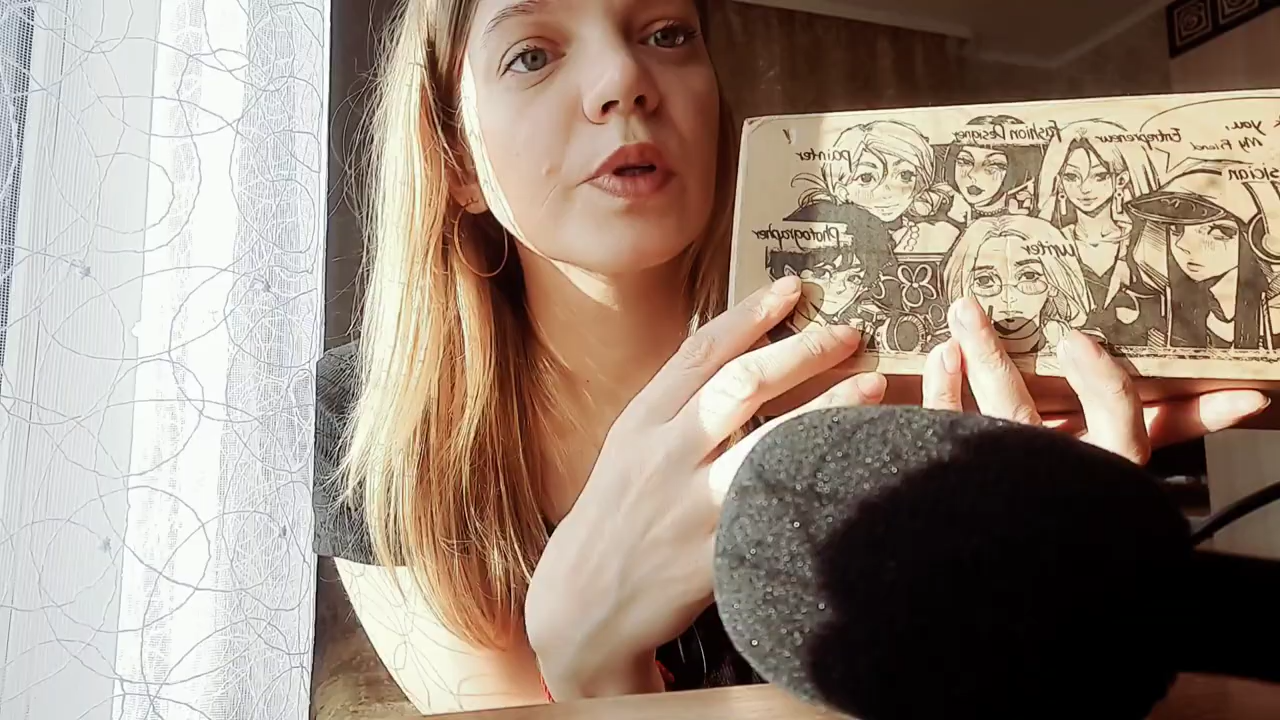 you,
My Friend
Entrepreneur
Fashion Designer
painter
photographer
writer